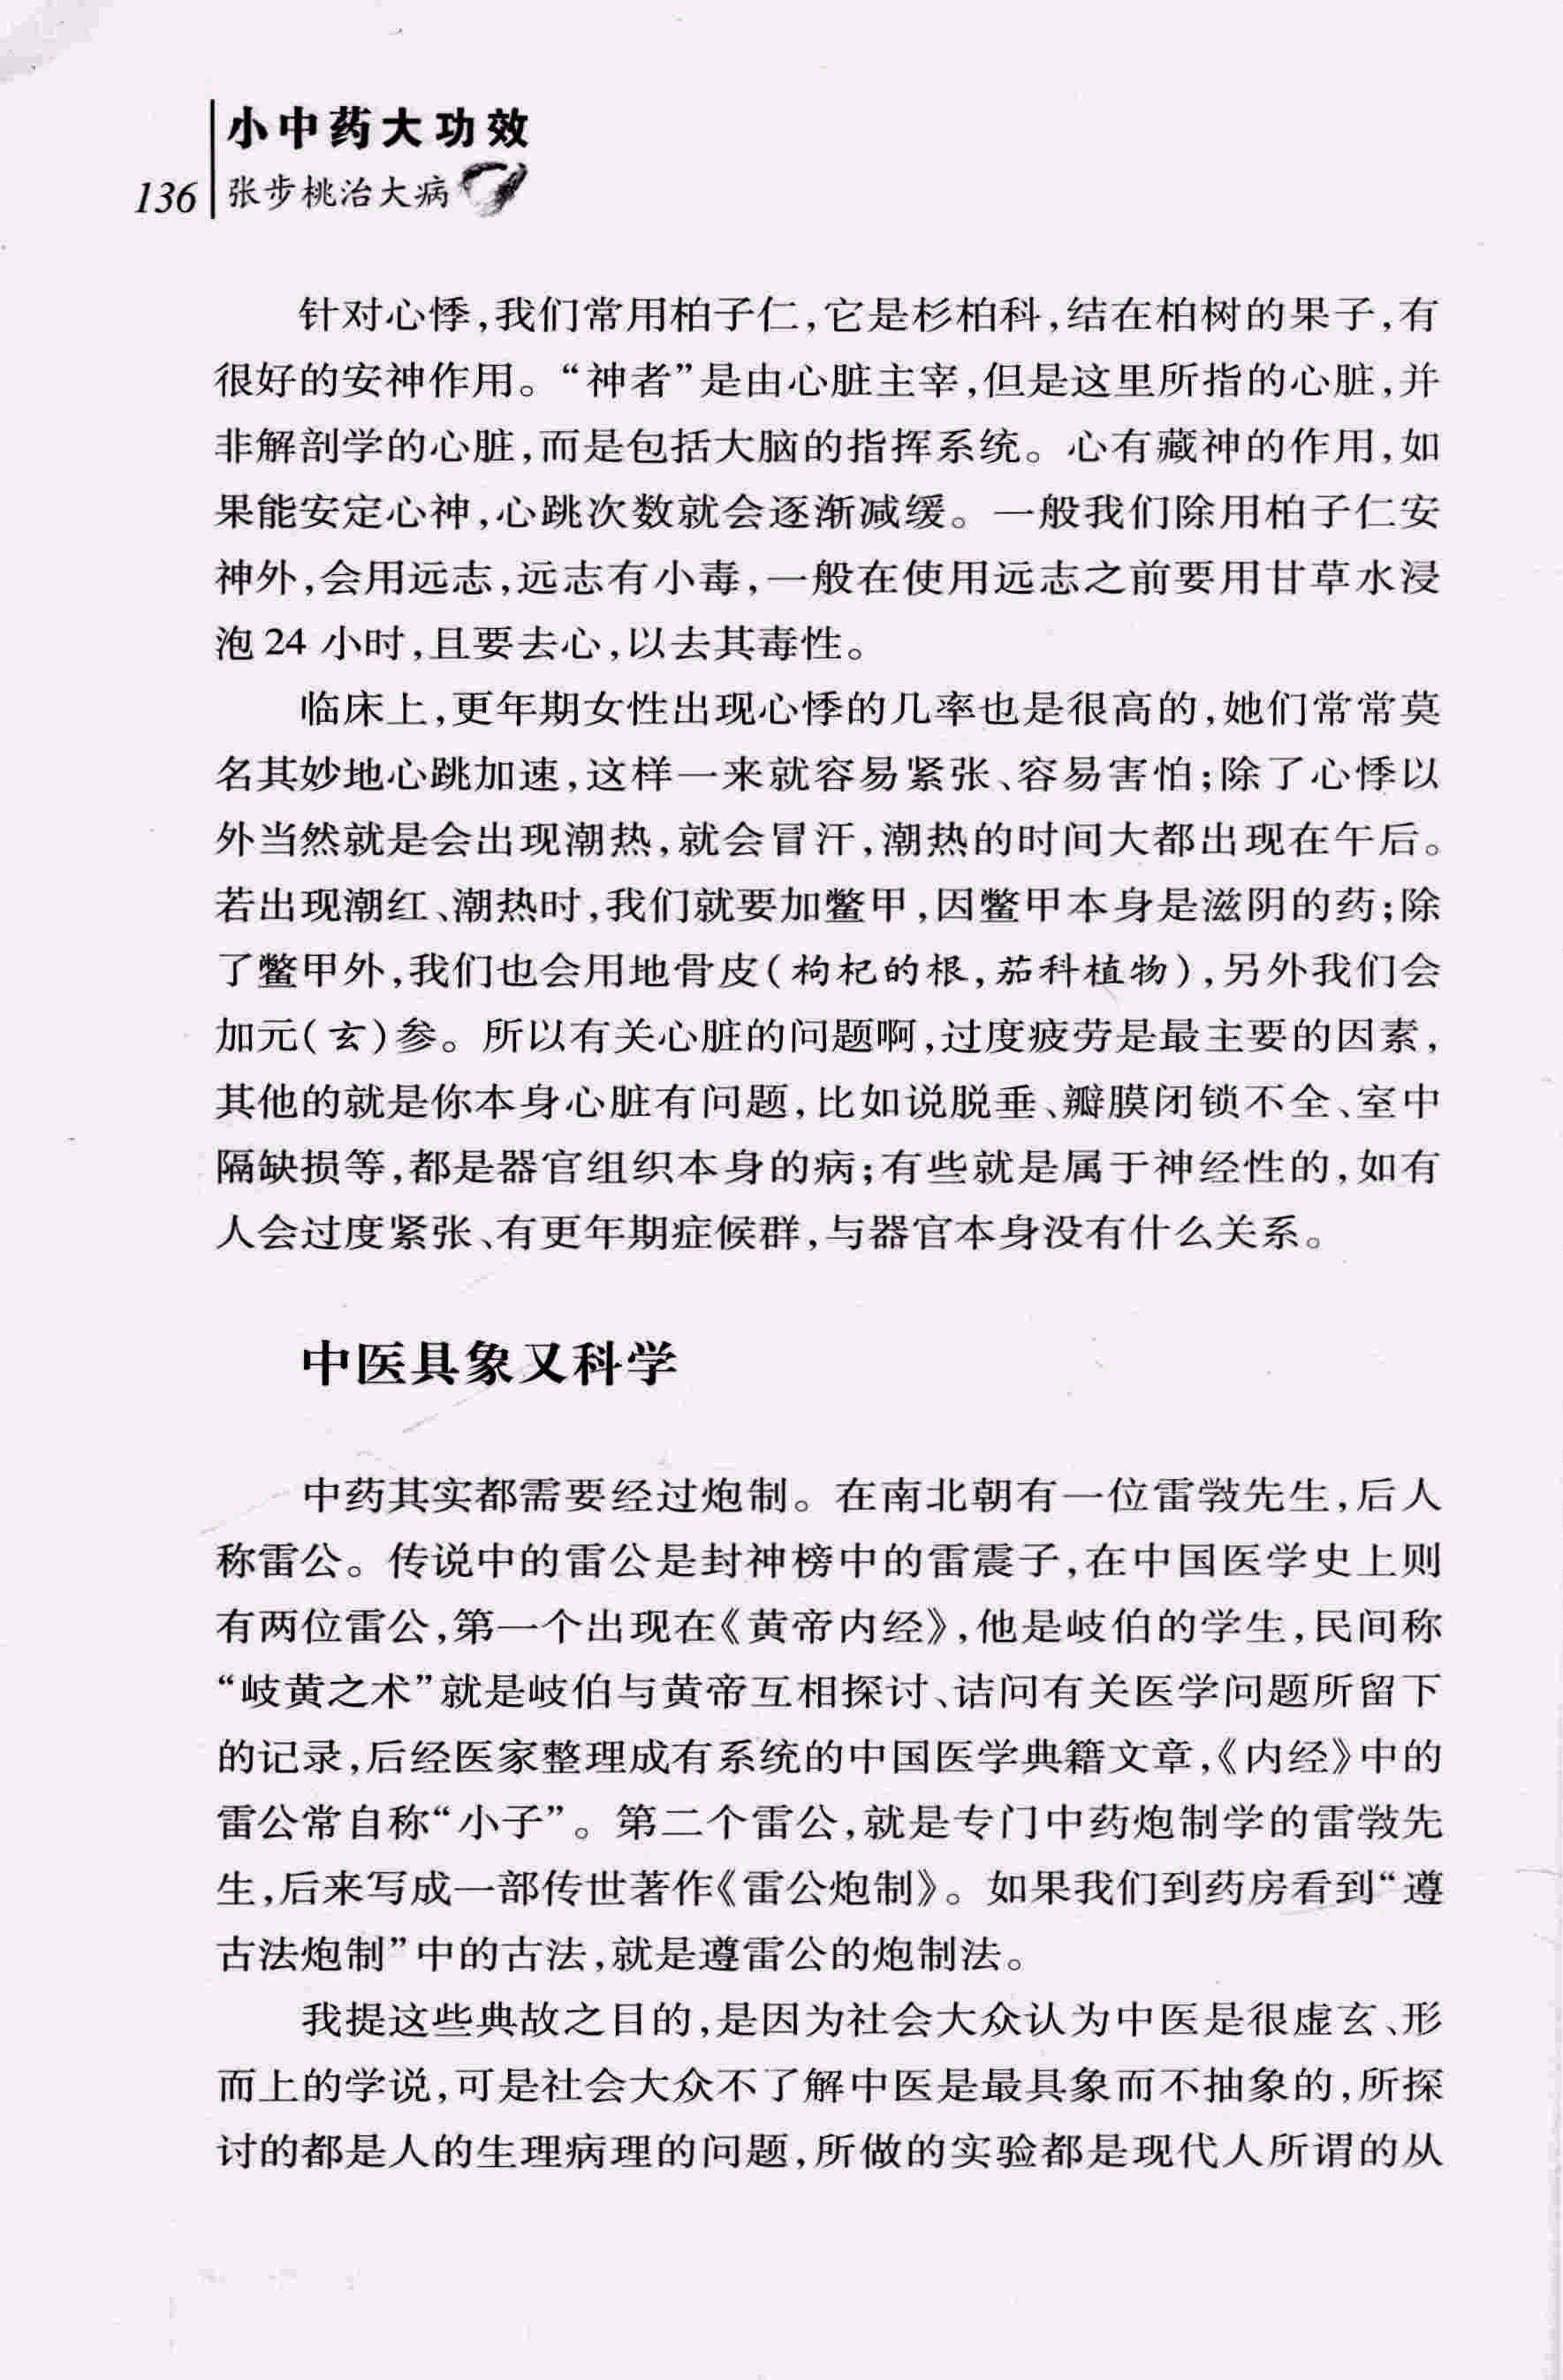 小中药大功效
136 张步桃治大病
针对心悸,我们常用柏子仁,它是杉柏科,结在柏树的果子,有
很好的安神作用。“神者”是由心脏主宰,但是这里所指的心脏,并
非解剖学的心脏,而是包括大脑的指挥系统。心有藏神的作用,如
果能安定心神,心跳次数就会逐渐减缓。一般我们除用柏子仁安
神外,会用远志,远志有小毒,一般在使用远志之前要用甘草水浸
泡24小时,且要去心,以去其毒性。
临床上,更年期女性出现心悸的几率也是很高的,她们常常莫
名其妙地心跳加速,这样一来就容易紧张、容易害怕;除了心悸以
外当然就是会出现潮热,就会冒汗,潮热的时间大都出现在午后。
若出现潮红、潮热时,我们就要加鳖甲,因鳖甲本身是滋阴的药;除
了鳖甲外,我们也会用地骨皮(枸杞的根,茄科植物),另外我们会
加元(玄)参。所以有关心脏的问题啊,过度疲劳是最主要的因素,
其他的就是你本身心脏有问题,比如说脱垂、瓣膜闭锁不全、室中
隔缺损等,都是器官组织本身的病;有些就是属于神经性的,如有
人会过度紧张、有更年期症候群,与器官本身没有什么关系。
中医具象又科学
中药其实都需要经过炮制。在南北朝有一位雷敩先生,后人
称雷公。传说中的雷公是封神榜中的雷震子,在中国医学史上则
有两位雷公,第一个出现在《黄帝内经》,他是岐伯的学生,民间称
“岐黄之术”就是岐伯与黄帝互相探讨、诘问有关医学问题所留下
的记录,后经医家整理成有系统的中国医学典籍文章,《内经》中的
雷公常自称“小子”。第二个雷公,就是专门中药炮制学的雷敩先
生,后来写成一部传世著作《雷公炮制》。如果我们到药房看到“遵
古法炮制”中的古法,就是遵雷公的炮制法。
我提这些典故之目的,是因为社会大众认为中医是很虚玄、形
而上的学说,可是社会大众不了解中医是最具象而不抽象的,所探
讨的都是人的生理病理的问题,所做的实验都是现代人所谓的从